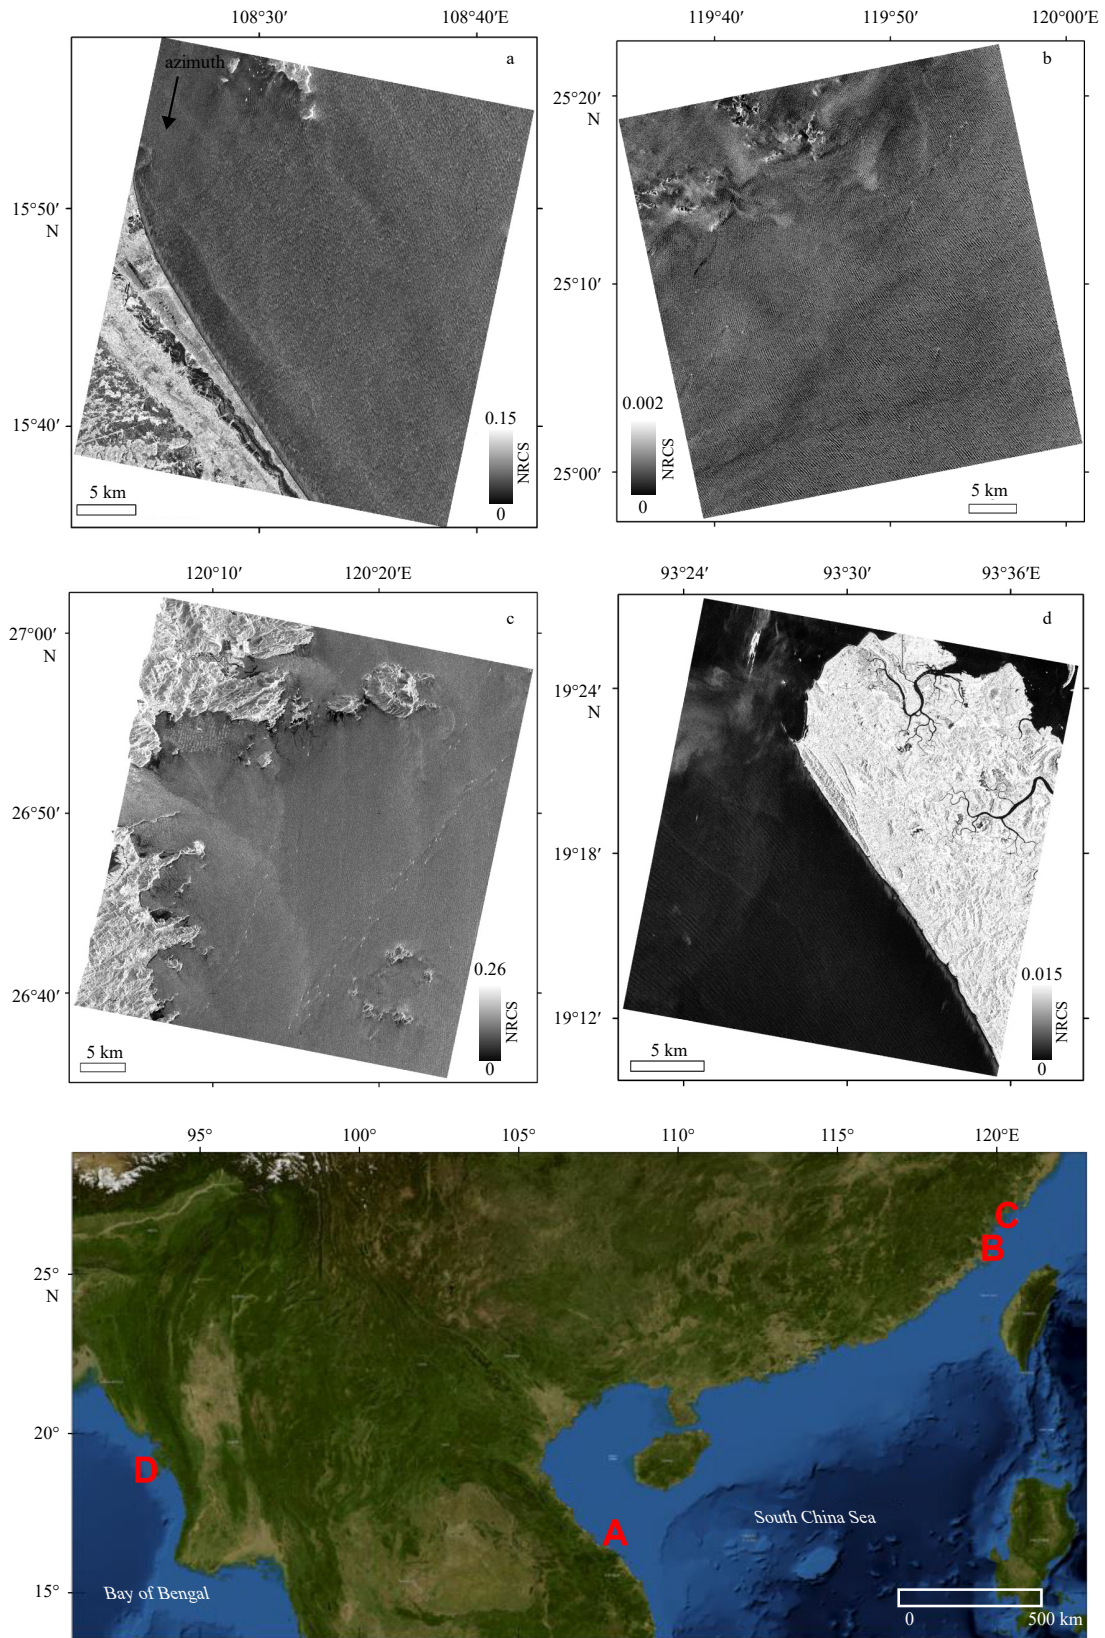 108°30′ 108°40′E
119°40′ 119°50′ 120°00′E
azimuth
a
b
25°20′
N
15°50′
N
25°10′
15°40′
0.15
NRCS
0
0.002
NRCS
0
25°00′
5 km
5 km
120°10′ 120°20′E
93°24′ 93°30′ 93°36′E
c
d
27°00′
N
19°24′
N
26°50′
19°18′
26°40′
0.26
NRCS
0
0.015
NRCS
0
19°12′
5 km
5 km
95° 100° 105° 110° 115° 120°E
C
B
25°
N
20°
D
A
South China Sea
15°
Bay of Bengal
0 500 km